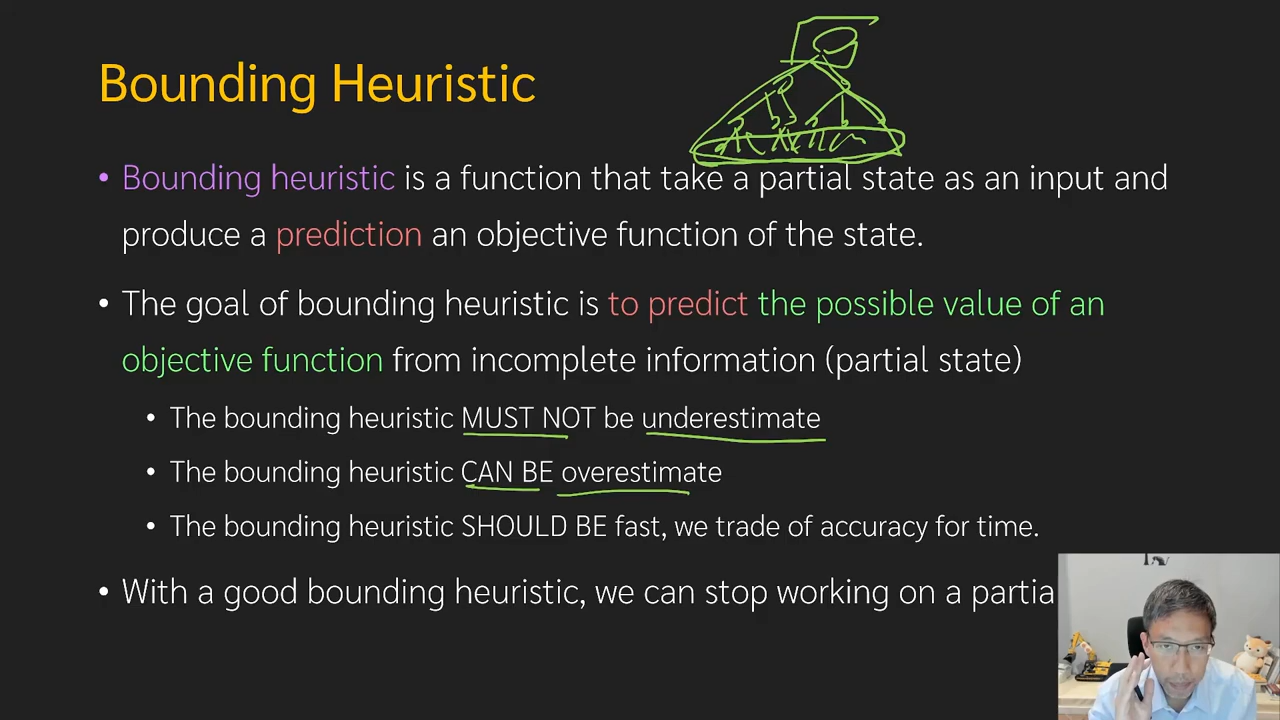 Bounding Heuristic
• Bounding heuristic is a function that take a partial state as an input and
produce a prediction an objective function of the state.
• The goal of bounding heuristic is to predict the possible value of an
objective function from incomplete information (partial state)
• The bounding heuristic MUST NOT be underestimate
• The bounding heuristic CAN BE overestimate
• The bounding heuristic SHOULD BE fast, we trade of accuracy for time.
• With a good bounding heuristic, we can stop working on a partia